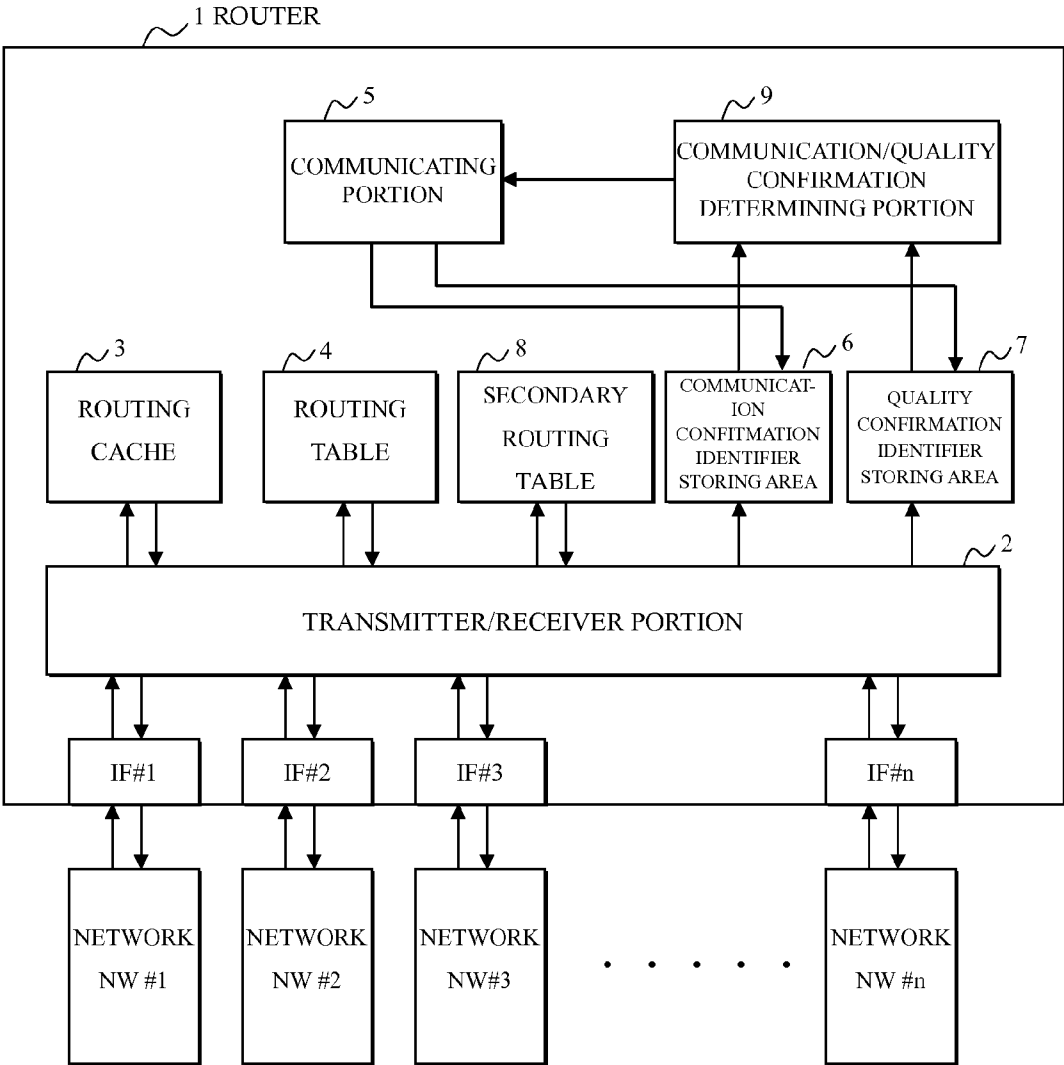 1 ROUTER
5
COMMUNICATING
PORTION
9
COMMUNICATION/QUALITY
CONFIRMATION
DETERMINING PORTION
3
ROUTING
CACHE
4
ROUTING
TABLE
8
SECONDARY
ROUTING
TABLE
6
COMMUNICAT-
ION
CONFITMATION
IDENTIFIER
STORING AREA
7
QUALITY
CONFIRMATION
IDENTIFIER
STORING AREA
2
TRANSMITTER/RECEIVER PORTION
IF#1
IF#2
IF#3
IF#n
NETWORK
NW #1
NETWORK
NW #2
NETWORK
NW#3
. . . . .
NETWORK
NW #n